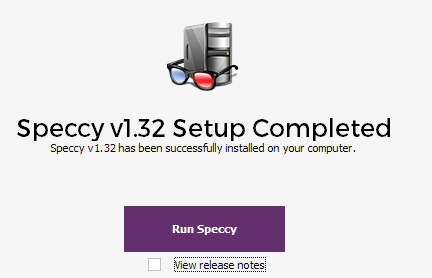 Speccy v1.32 Setup Completed
Speccy v1.32 has been successfully installed on your computer.
Run Speccy
View release notes